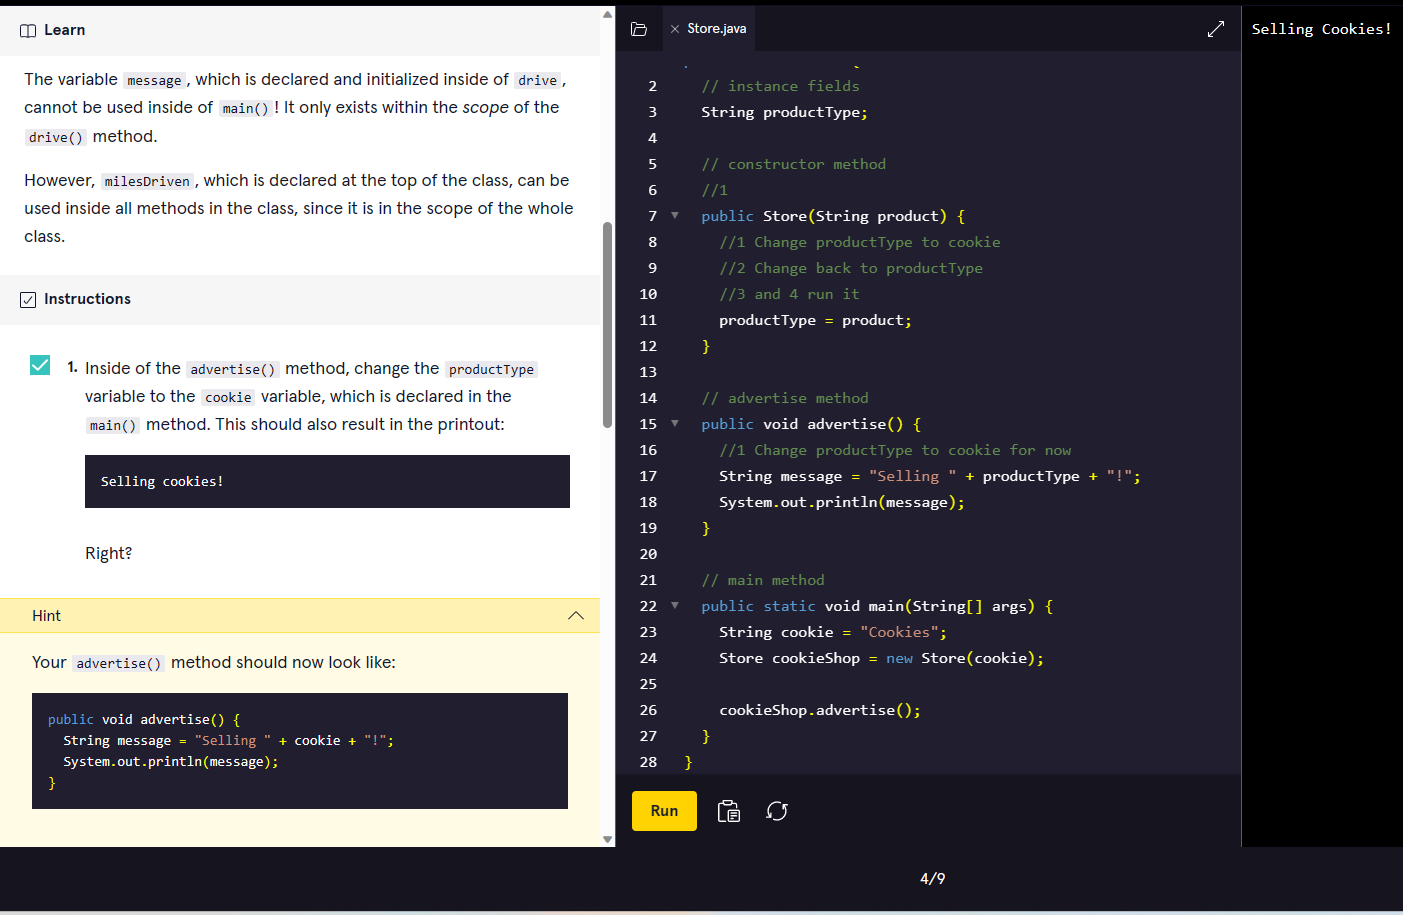 Learn
The variable message, which is declared and initialized inside of drive,
cannot be used inside of main()! It only exists within the scope of the
drive() method.
However, milesDriven, which is declared at the top of the class, can be
used inside all methods in the class, since it is in the scope of the whole
class.
Instructions
1. Inside of the advertise() method, change the productType
variable to the cookie variable, which is declared in the
main() method. This should also result in the printout:
Selling cookies!
Right?
Hint
Your advertise() method should now look like:
public void advertise() {
  String message = "Selling " + cookie + "!";
  System.out.println(message);
}
Store.java
2 // instance fields
3 String productType;
4
5 // constructor method
6 //1
7 public Store(String product) {
8 //1 Change productType to cookie
9 //2 Change back to productType
10 //3 and 4 run it
11 productType = product;
12 }
13
14 // advertise method
15 public void advertise() {
16 //1 Change productType to cookie for now
17 String message = "Selling " + productType + "!";
18 System.out.println(message);
19 }
20
21 // main method
22 public static void main(String[] args) {
23 String cookie = "Cookies";
24 Store cookieShop = new Store(cookie);
25
26 cookieShop.advertise();
27 }
28 }
Run
Selling Cookies!
4/9